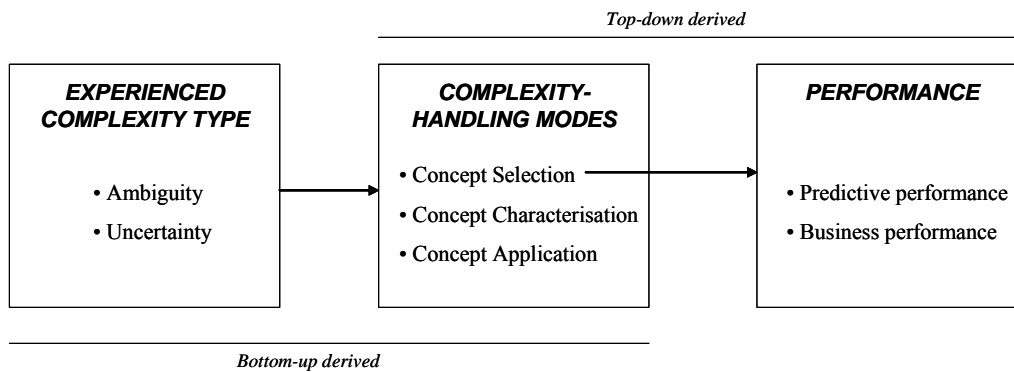 Top-down derived
EXPERIENCED
COMPLEXITY TYPE
• Ambiguity
• Uncertainty
COMPLEXITY-
HANDLING MODES
• Concept Selection
• Concept Characterisation
• Concept Application
PERFORMANCE
• Predictive performance
• Business performance
Bottom-up derived